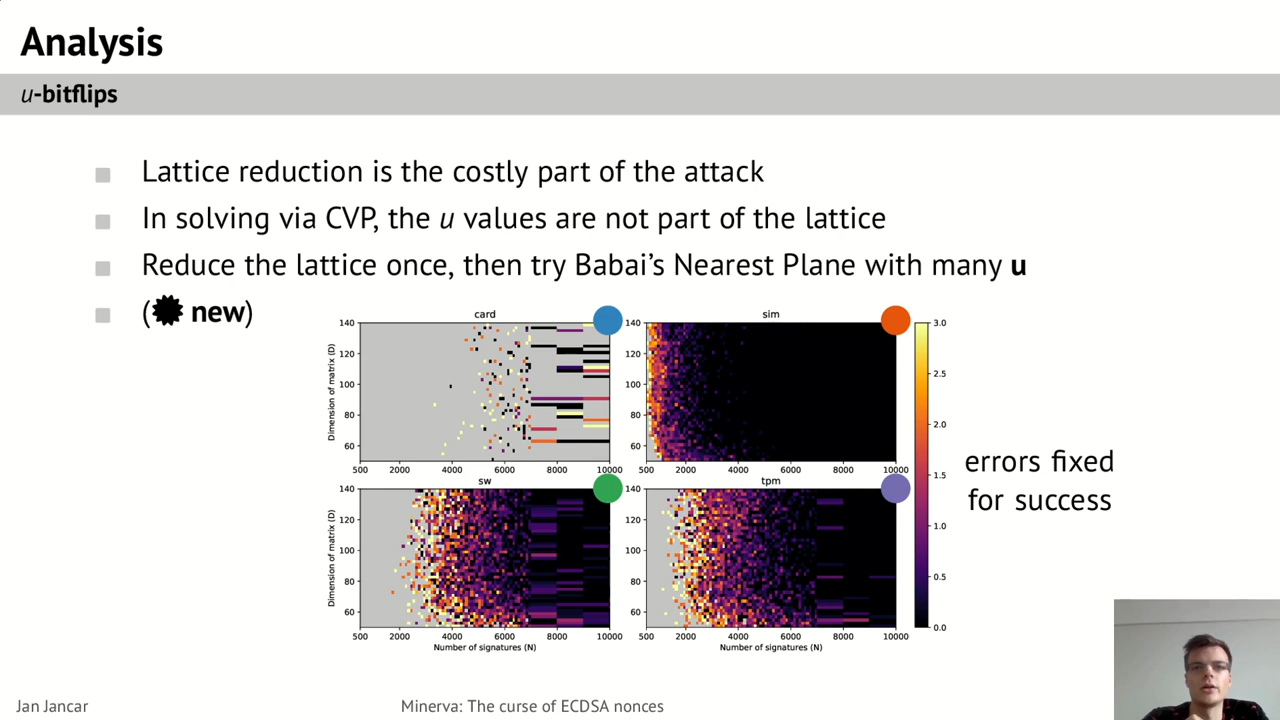 Analysis
u-bitflips
Lattice reduction is the costly part of the attack
In solving via CVP, the u values are not part of the lattice
Reduce the lattice once, then try Babai's Nearest Plane with many u
(new)
card
sim
Dimension of matrix (D)
140
120
100
80
60
500 2000 4000 6000 8000 10000
140
120
100
80
60
500 2000 4000 6000 8000 10000
sw
tpm
Dimension of matrix (D)
140
120
100
80
60
500 2000 4000 6000 8000 10000
Number of signatures (N)
140
120
100
80
60
500 2000 4000 6000 8000 10000
Number of signatures (N)
3.0
2.5
2.0
1.5
1.0
0.5
0.0
errors fixed
for success
Jan Jancar
Minerva: The curse of ECDSA nonces